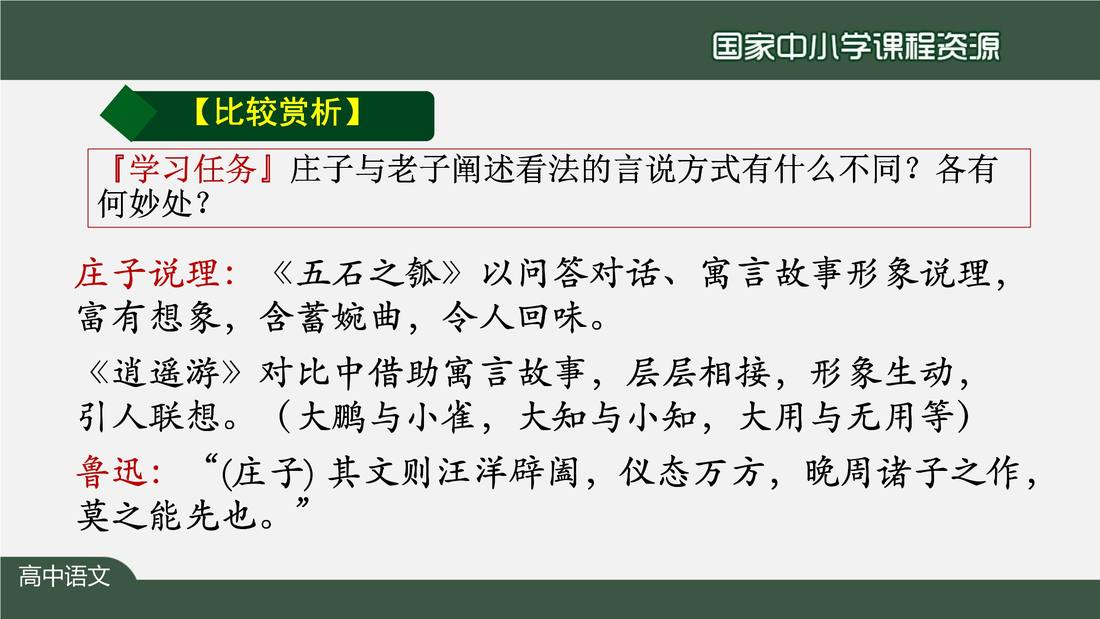 国家中小学课程资源
【比较赏析】
『学习任务』庄子与老子阐述看法的言说方式有什么不同？各有
何妙处？
庄子说理：《五石之瓠》以问答对话、寓言故事形象说理，
富有想象，含蓄婉曲，令人回味。
《逍遥游》对比中借助寓言故事，层层相接，形象生动，
引人联想。（大鹏与小雀，大知与小知，大用与无用等）
鲁迅：“(庄子) 其文则汪洋辟阖，仪态万方，晚周诸子之作，
莫之能先也。”
高中语文